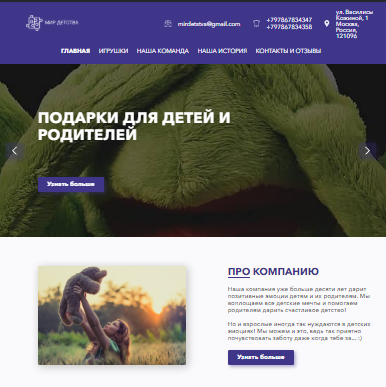 МИР ДЕТСТВА
mirdetstva@gmail.com
+797867834347
+797867834358
ул. Василисы
Кожиной, 1
Москва,
Россия,
121096
ГЛАВНАЯ ИГРУШКИ НАША КОМАНДА НАША ИСТОРИЯ КОНТАКТЫ И ОТЗЫВЫ
ПОДАРКИ ДЛЯ ДЕТЕЙ И
РОДИТЕЛЕЙ
Узнать больше
ПРО КОМПАНИЮ
Наша компания уже больше десяти лет дарит
позитивные эмоции детям и их родителям. Мы
воплощаем все детские мечты и помогаем
родителям дарить счастливое детство!
Но и взрослые иногда так нуждаются в детских
эмоциях! Мы можем и это, ведь так приятно
почувствовать заботу даже когда тебе за... :)
Узнать больше